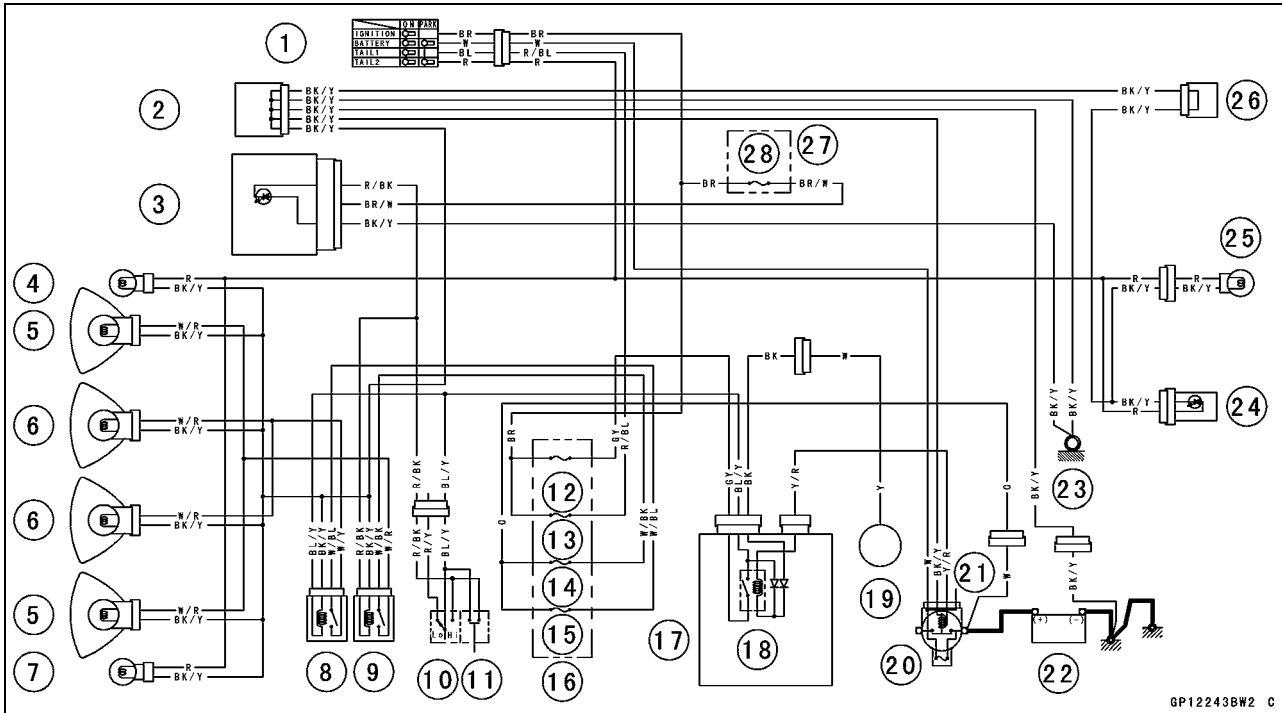 ON PARK
1
IGNITION BR BR
BATTERY W W
TAIL1 BL R/BL
TAIL2 R R
2
BK/Y
BK/Y
BK/Y
BK/Y
BK/Y
BK/Y
BK/Y
26
28
27
BR
BR/W
3
R/BK
BR/W
BK/Y
25
4
R
BK/Y
R
R
BK/Y
BK/Y
5
W/R
BK/Y
BK
W
6
W/R
BK/Y
BK/Y
R
24
BK/Y
BK/Y
23
BR
GY
R/BL
R/BK
BL/Y
12
GY
BL/Y
BK
Y/R
Y
O
BK/Y
6
W/R
BK/Y
O
13
W/BK
W/BL
BL/Y
BK/Y
W/BL
W/Y
R/BK
BK/Y
W/BK
W/R
R/BK
R/Y
BL/Y
14
W
BK/Y
Y/R
21
W
BK/Y
5
W/R
BK/Y
19
Lo Hi
15
17
18
20
(+)
(-)
22
7
R
BK/Y
8
9
10
11
16
GP12243BW2 C